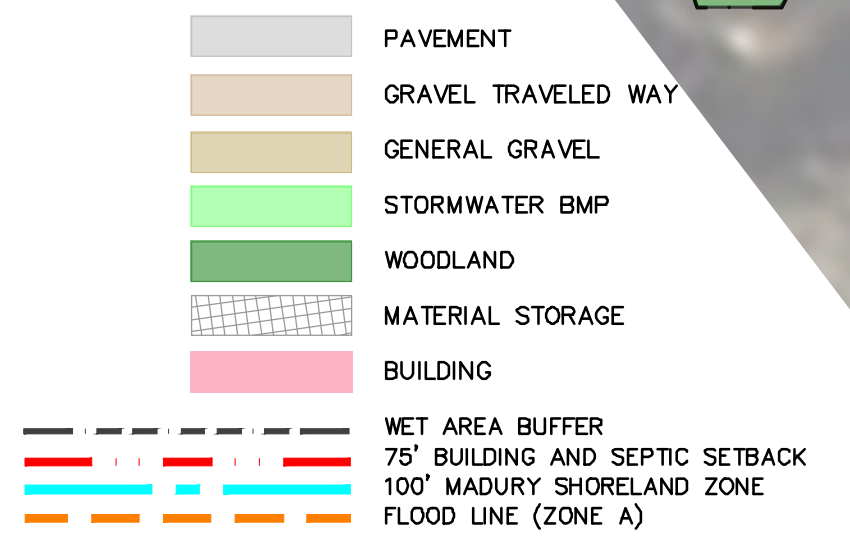 PAVEMENT
GRAVEL TRAVELED WAY
GENERAL GRAVEL
STORMWATER BMP
WOODLAND
MATERIAL STORAGE
BUILDING
WET AREA BUFFER
75' BUILDING AND SEPTIC SETBACK
100' MADURY SHORELAND ZONE
FLOOD LINE (ZONE A)